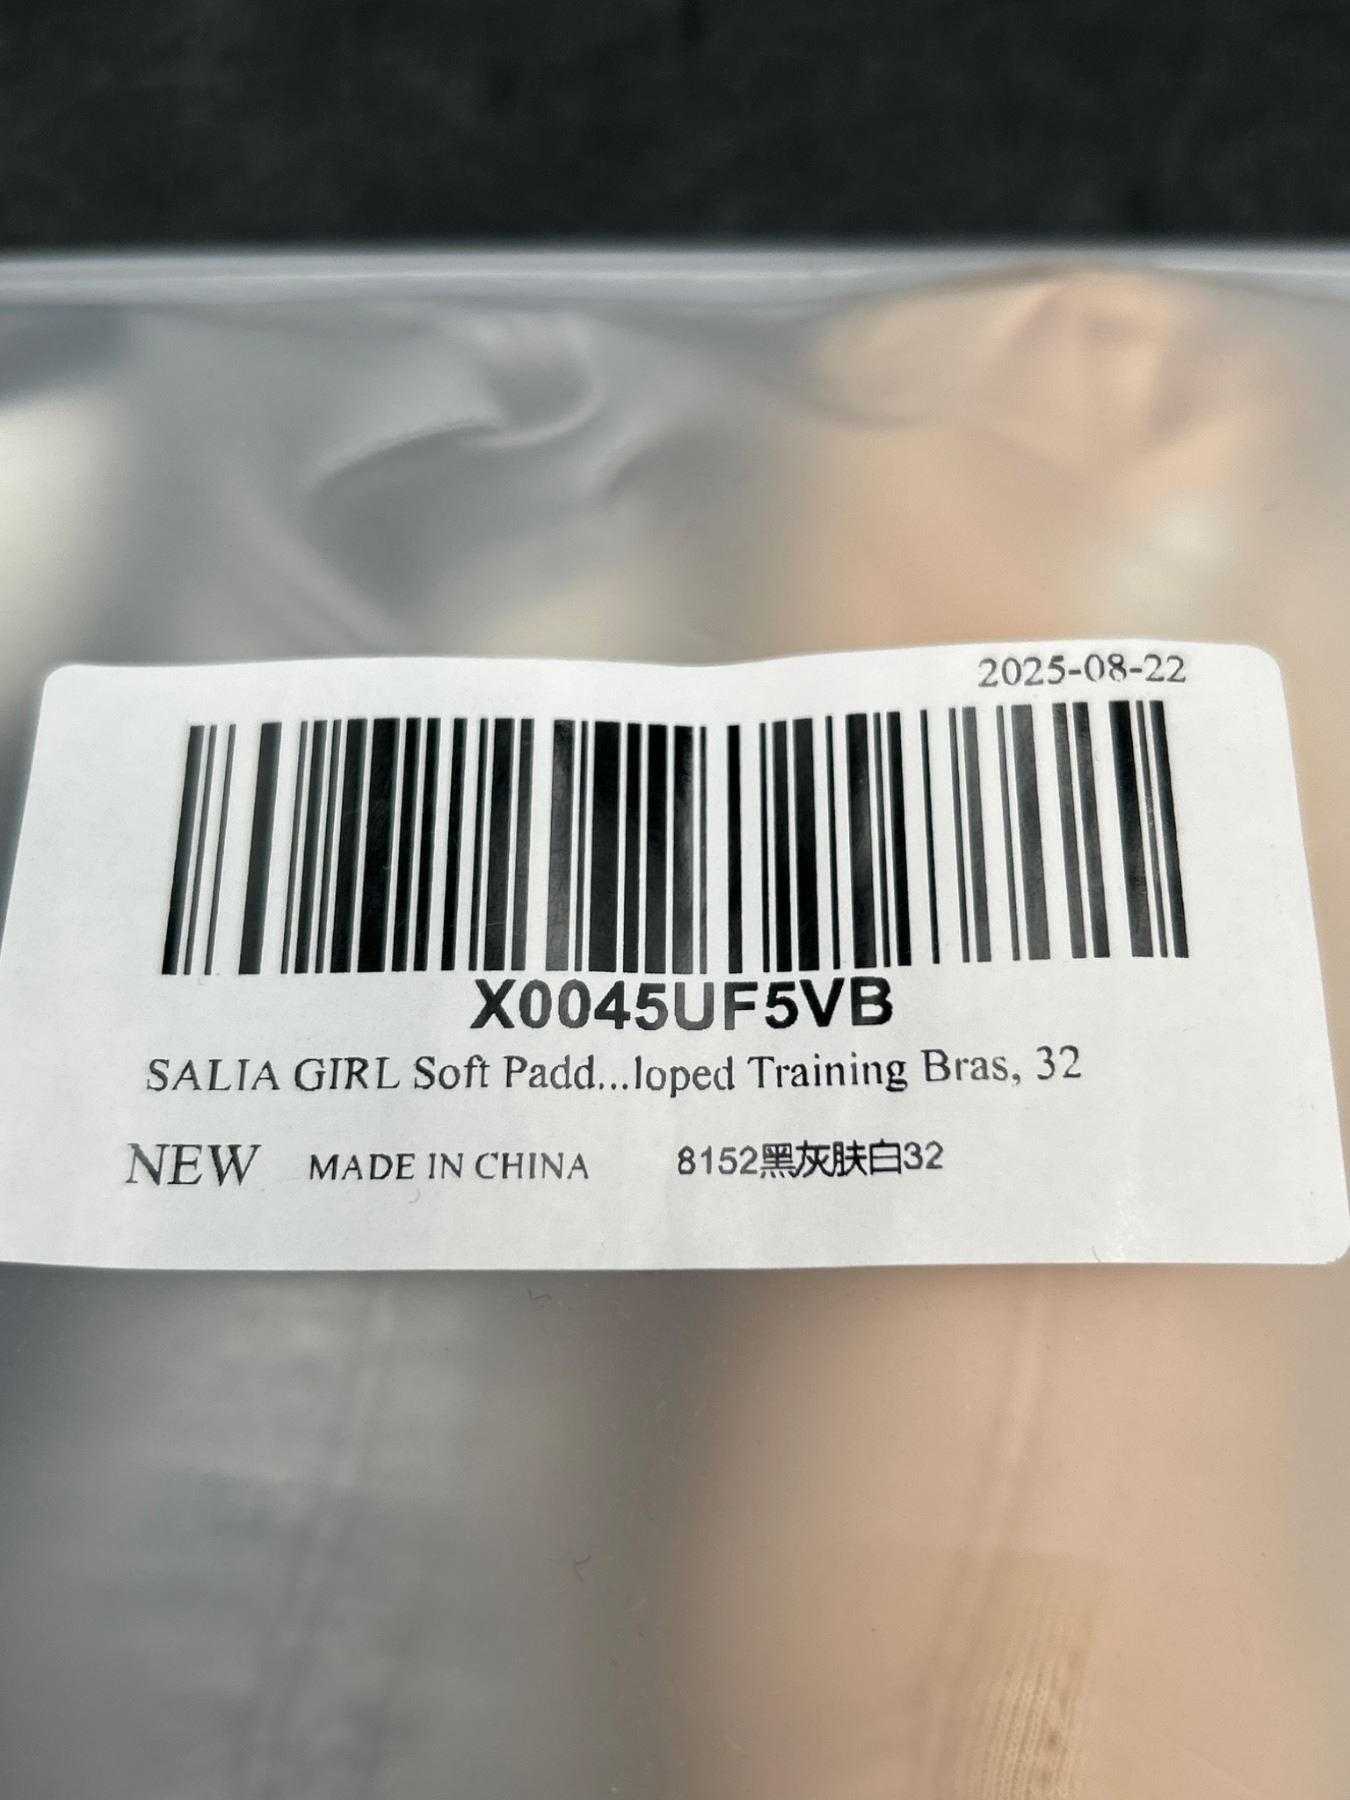 2025-08-22
X0045UF5VB
SALIA GIRL Soft Padd...loped Training Bras, 32
NEW MADE IN CHINA 8152黑灰肤白32